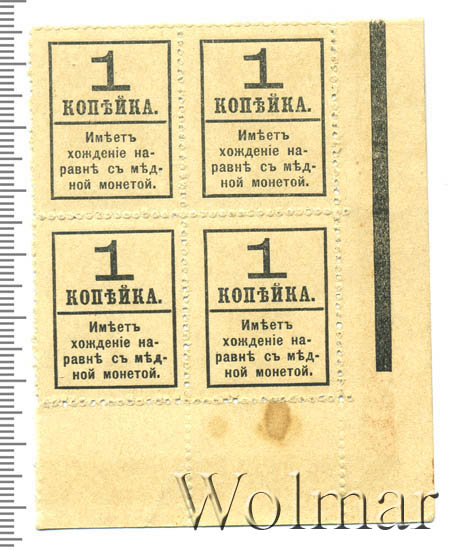 1
КОПѢЙКА.
Имѣетъ
хожденіе на-
равнѣ съ мѣд-
ной монетой.
1
КОПѢЙКА.
Имѣетъ
хожденіе на-
равнѣ съ мѣд-
ной монетой.
1
КОПѢЙКА.
Имѣетъ
хожденіе на-
равнѣ съ мѣд-
ной монетой.
1
КОПѢЙКА.
Имѣетъ
хожденіе на-
равнѣ съ мѣд-
ной монетой.
Wolmar